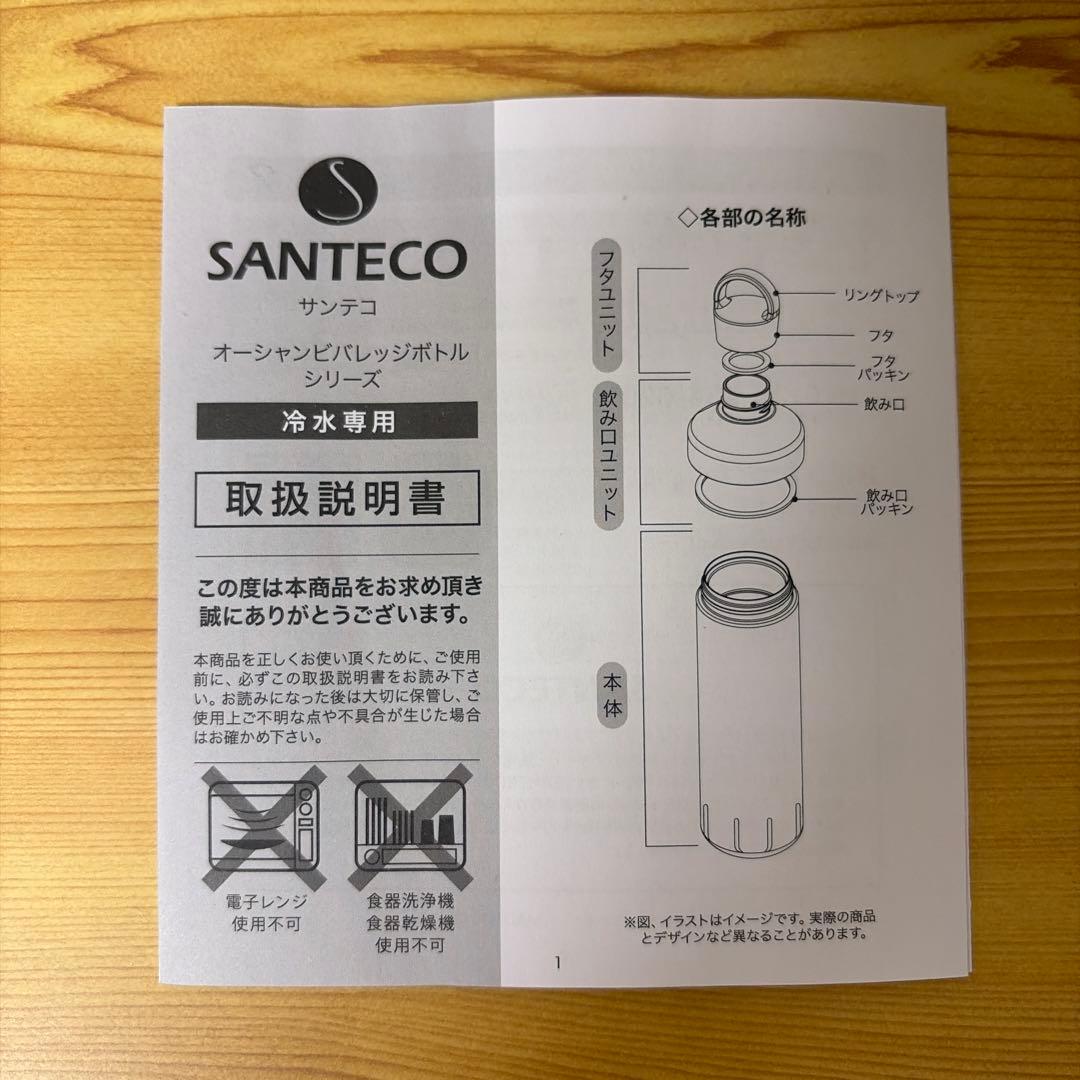 SANTECO
サンテコ
オーシャンビバレッジボトル
シリーズ
冷水専用
取扱説明書
この度は本商品をお求め頂き
誠にありがとうございます。
本商品を正しくお使い頂くために、ご使用
前に、必ずこの取扱説明書をお読み下さ
い。お読みになった後は大切に保管し、ご
使用上ご不明な点や不具合が生じた場合
はお確かめ下さい。
電子レンジ
使用不可
食器洗浄機
食器乾燥機
使用不可
◇各部の名称
フタユニット
リングトップ
フタ
フタ
パッキン
飲み口ユニット
飲み口
飲み口
パッキン
本体
※図、イラストはイメージです。実際の商品
とデザインなど異なることがあります。
1